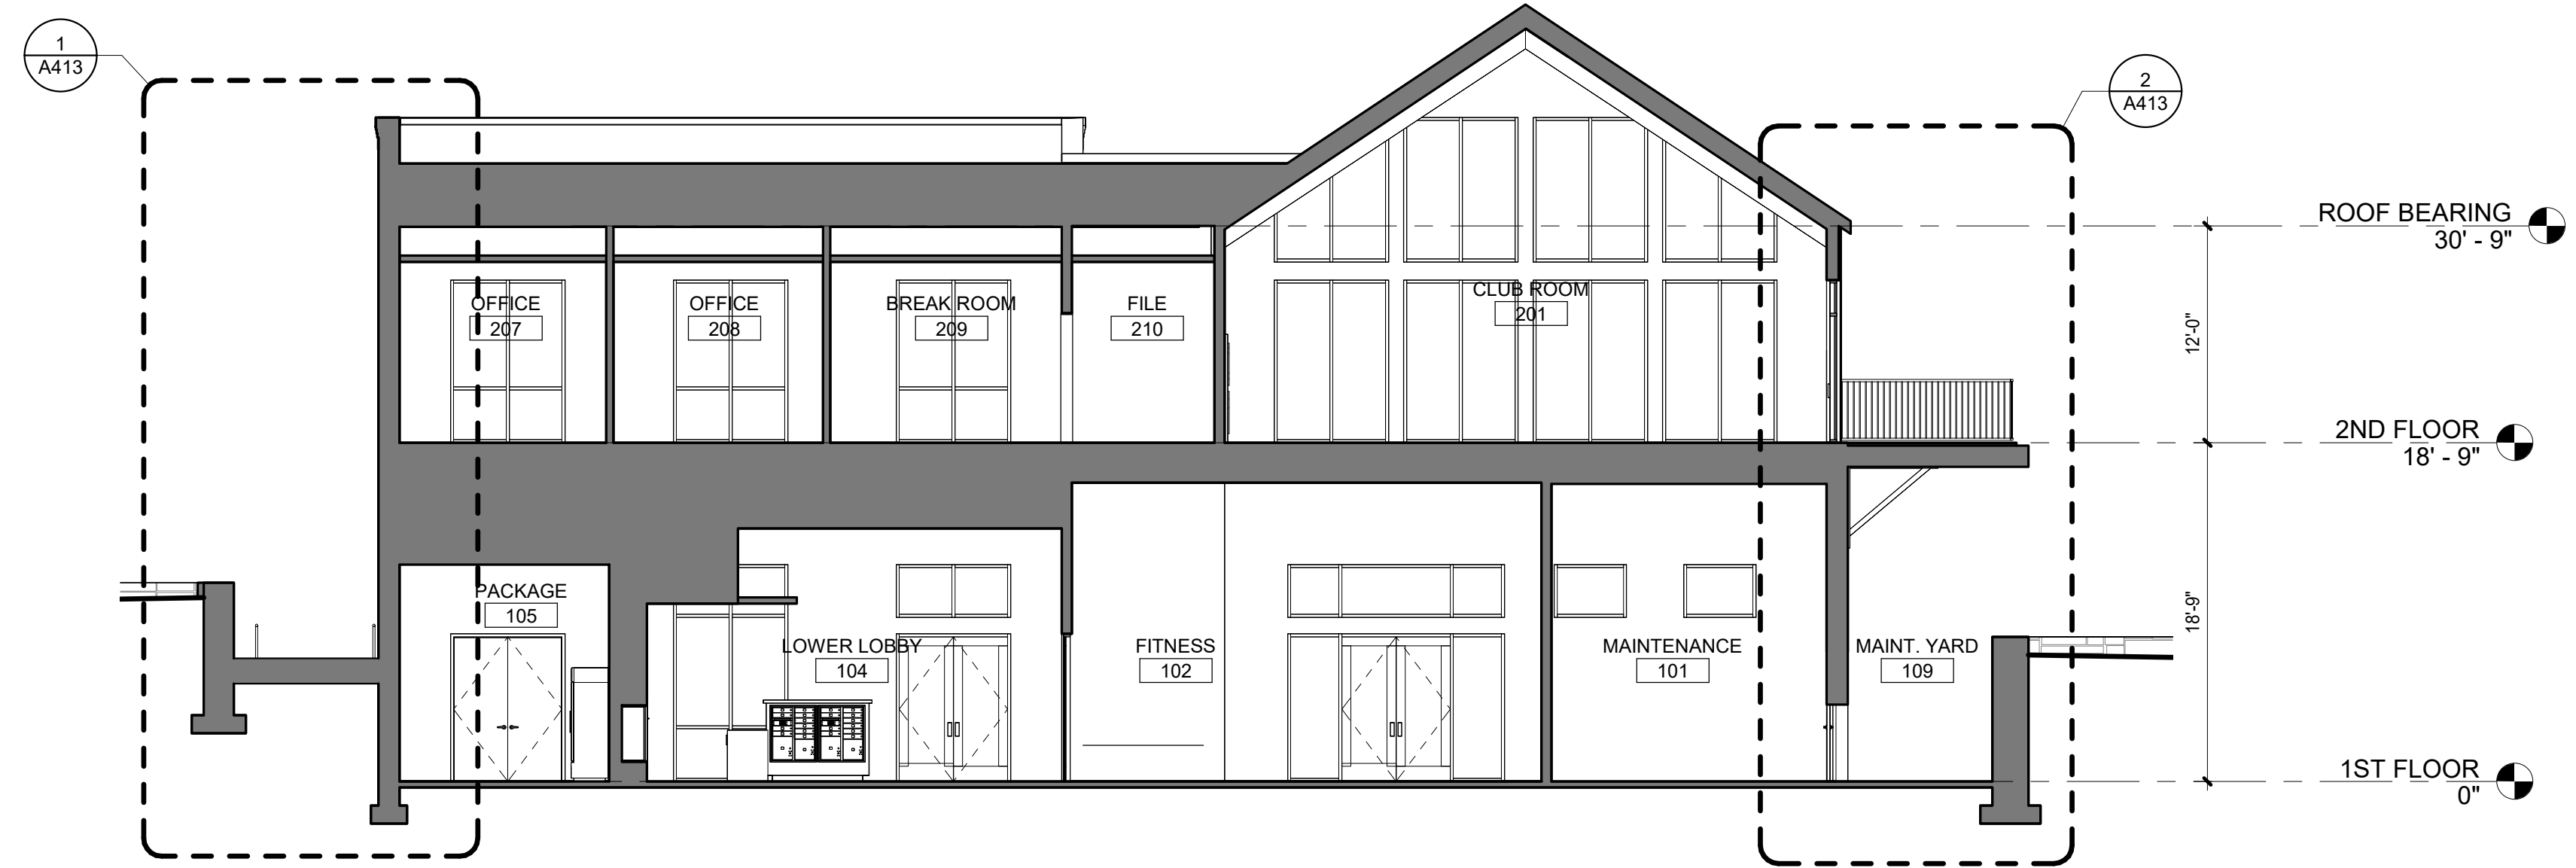 1
A413
2
A413
ROOF BEARING
30' - 9"
OFFICE
207
OFFICE
208
BREAK ROOM
209
FILE
210
CLUB ROOM
201
12'-0"
2ND FLOOR
18' - 9"
PACKAGE
105
LOWER LOBBY
104
FITNESS
102
MAINTENANCE
101
MAINT. YARD
109
18'-9"
1ST FLOOR
0"